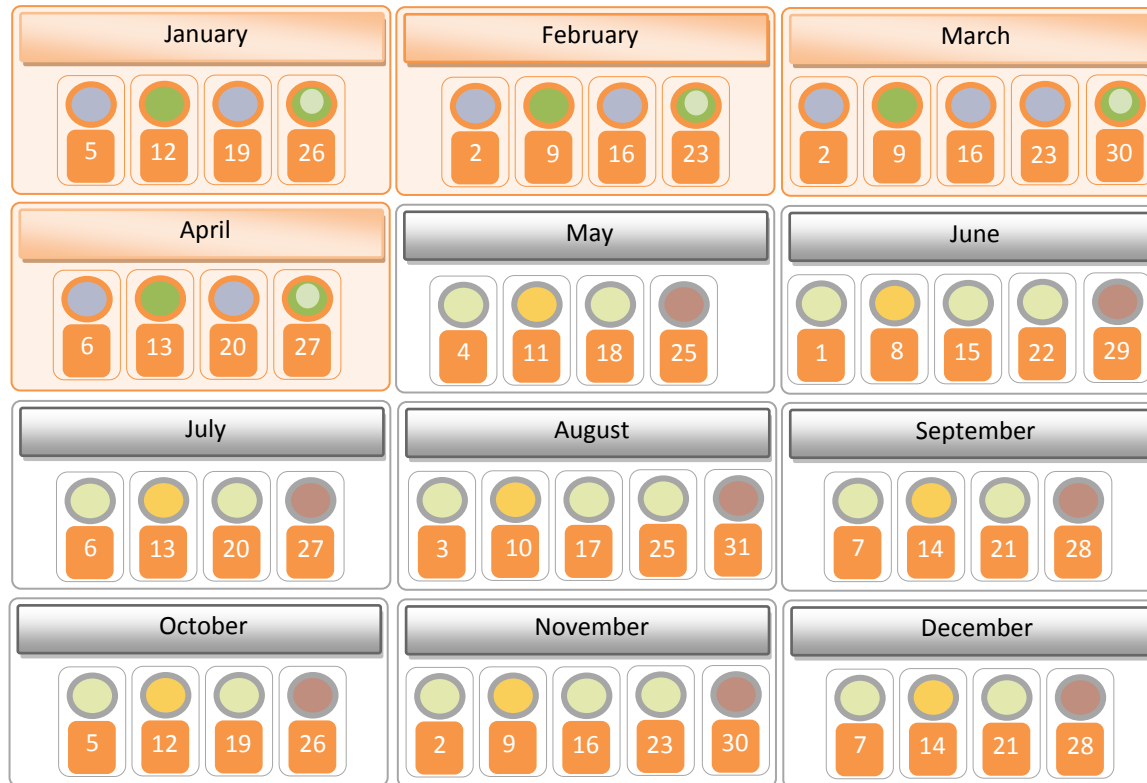 January February March
5 12 19 26 2 9 16 23 2 9 16 23 30
April May June
6 13 20 27 4 11 18 25 1 8 15 22 29
July August September
6 13 20 27 3 10 17 25 31 7 14 21 28
October November December
5 12 19 26 2 9 16 23 30 7 14 21 28